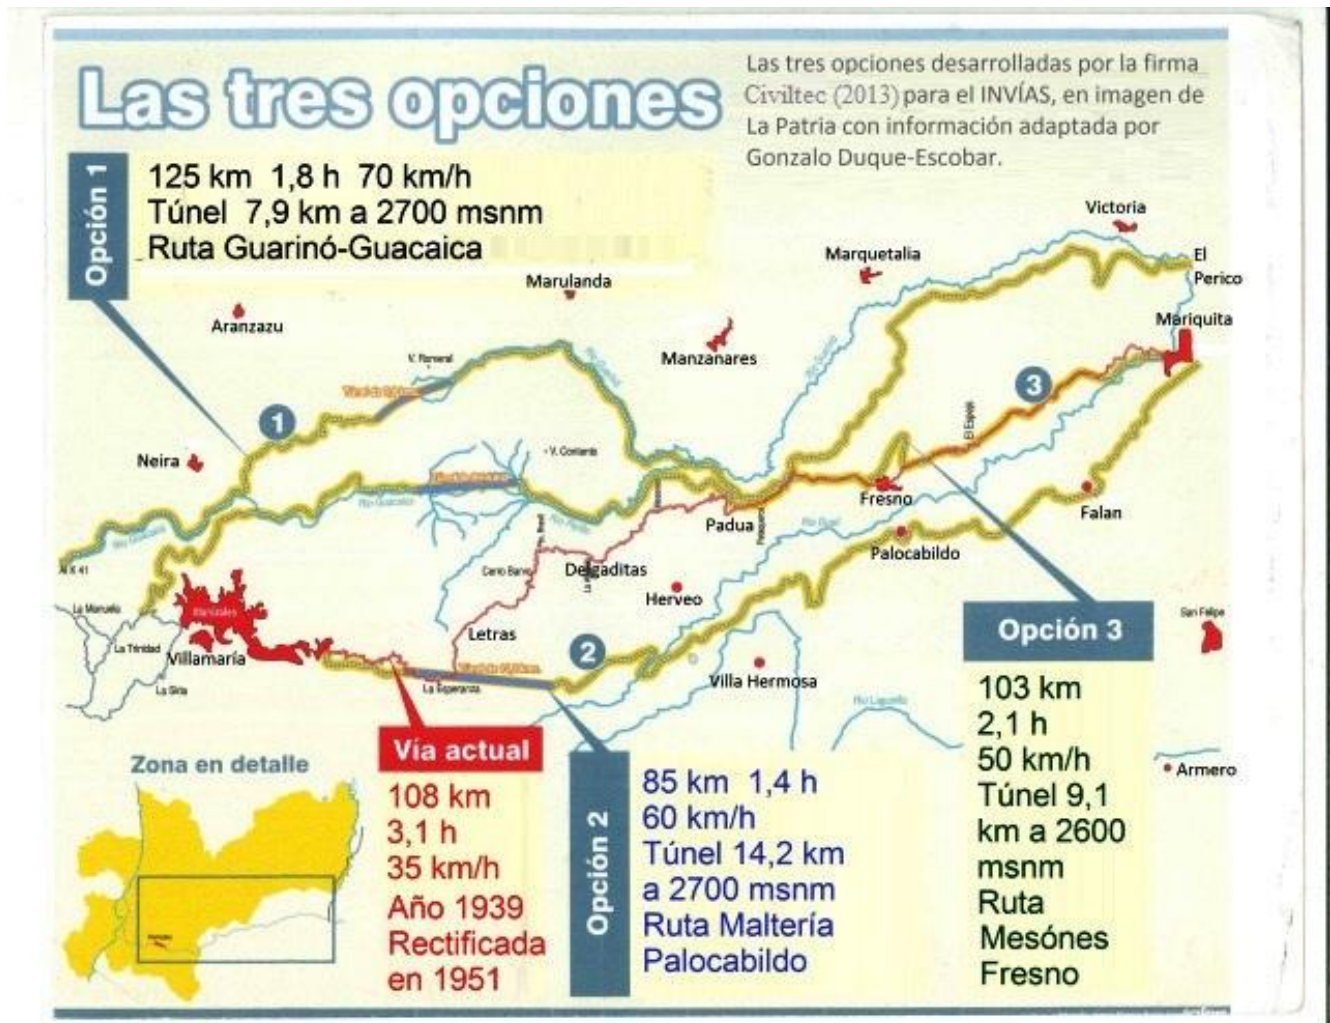 Las tres opciones
Las tres opciones desarrolladas por la firma
Civiltec (2013) para el INVÍAS, en imagen de
La Patria con información adaptada por
Gonzalo Duque-Escobar.
Opción 1
125 km 1,8 h 70 km/h
Túnel 7,9 km a 2700 msnm
Ruta Guarinó-Guacaica
Victoria
Marquetalia
El
Perico
Marulanda
Aranzazu
Mariquita
Manzanares
1
3
Neira
Fresno
Padua
Falan
Palocabildo
Delgaditas
Herveo
Letras
2
Villamaría
La Trinidad
La Esperanza
Villa Hermosa
San Felipe
Armero
Vía actual
108 km
3,1 h
35 km/h
Año 1939
Rectificada
en 1951
Opción 2
85 km 1,4 h
60 km/h
Túnel 14,2 km
a 2700 msnm
Ruta Maltería
Palocabildo
Opción 3
103 km
2,1 h
50 km/h
Túnel 9,1
km a 2600
msnm
Ruta
Mesónes
Fresno
Zona en detalle